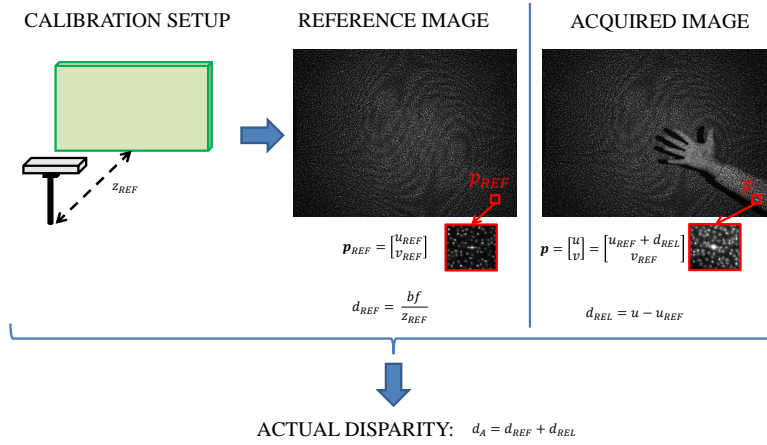 CALIBRATION SETUP
REFERENCE IMAGE
ACQUIRED IMAGE
z_REF
p_REF
p
p_REF = [u_REF v_REF]
p = [u v] = [u_REF + d_REL v_REF]
d_REF = bf / z_REF
d_REL = u − u_REF
ACTUAL DISPARITY: d_A = d_REF + d_REL